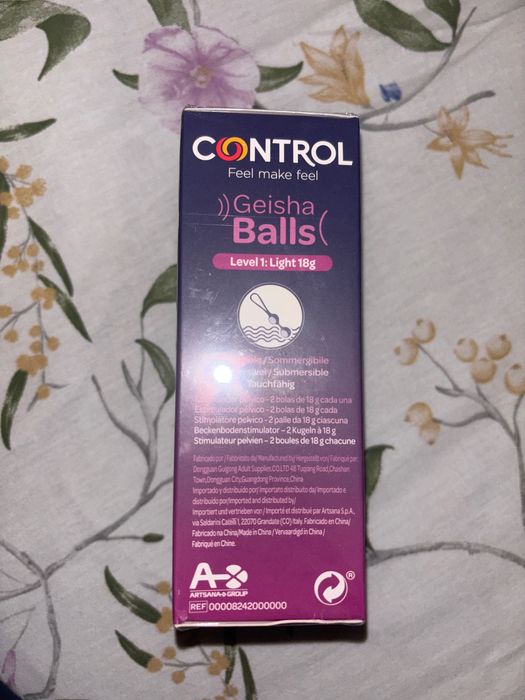 CONTROL
Feel make feel
Geisha
Balls
Level 1: Light 18g
/ Sommergibile
/ Submersible
Tauchfähig
pelvico - 2 bolas de 18 g cada una
Estimulador pélvico - 2 bolas de 18 g cada
Stimolatore pelvico - 2 palle da 18 g ciascuna
Beckenbodenstimulator – 2 Kugeln à 18 g
Stimulateur pelvien – 2 boules de 18 g chacune
Fabricado por / Fabbricato da/ Manufactured by/ Hergestellt von/ Fabriqué par:
Dongguan Guigong Adult Supplies.CO.LTD 48 Tuqiang Road,Chashan
Town,Dongguan City,Guangdong Province,China
Importado y distribuido por/ Importato distribuito da/Importado e
distribuido por/Imported and distributed by/
Importiert und vertrieben von/ Importé et distribué par Artsana S.p.A.,
via Saldarini Catelli 1, 22070 Grandate (CO) Italy. Fabricado en China/
Fabricado na China/Made in China / Vervaardigd in China /
Fabriqué en Chine.
A
ARTSANA GROUP
®
REF 00008242000000